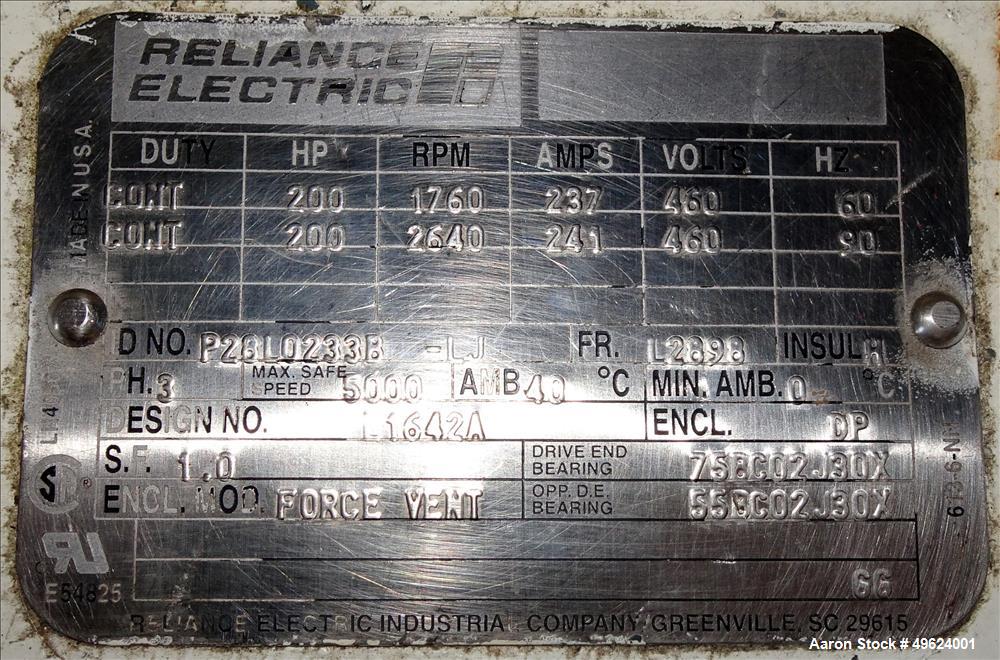 RELIANCE
ELECTRIC
MADE IN U.S.A.
DUTY HP RPM AMPS VOLTS HZ
CONT 200 1760 237 460 60
CONT 200 2640 241 460 90
D NO. P28L0233B -LJ FR. L2898 INSUL H
PH. 3 MAX. SAFE SPEED 5000 AMB 40 °C MIN. AMB. 0 °C
DESIGN NO. L1642A ENCL. DP
S.F. 1.0 DRIVE END BEARING 75BC02J30X
ENCL. MOD. FORCE VENT OPP. D.E. BEARING 55BC02J30X
E54825
66
RELIANCE ELECTRIC INDUSTRIAL COMPANY GREENVILLE, SC 29615
Aaron Stock # 49624001